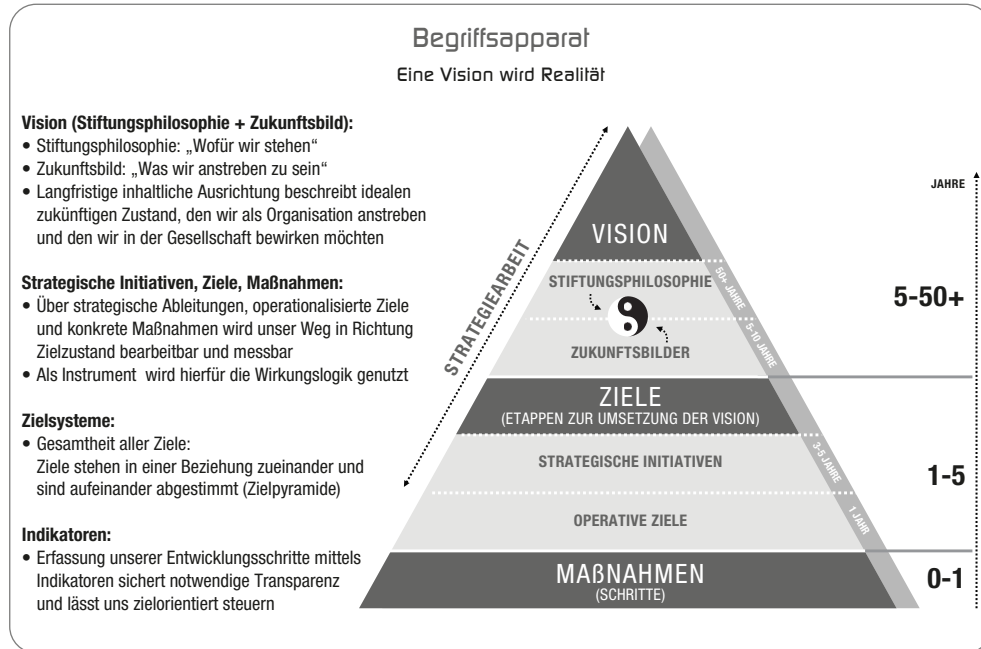 Begriffsapparat
Eine Vision wird Realität
Vision (Stiftungsphilosophie + Zukunftsbild):
• Stiftungsphilosophie: „Wofür wir stehen“
• Zukunftsbild: „Was wir anstreben zu sein“
• Langfristige inhaltliche Ausrichtung beschreibt idealen
zukünftigen Zustand, den wir als Organisation anstreben
und den wir in der Gesellschaft bewirken möchten
Strategische Initiativen, Ziele, Maßnahmen:
• Über strategische Ableitungen, operationalisierte Ziele
und konkrete Maßnahmen wird unser Weg in Richtung
Zielzustand bearbeitbar und messbar
• Als Instrument wird hierfür die Wirkungslogik genutzt
Zielsysteme:
• Gesamtheit aller Ziele:
Ziele stehen in einer Beziehung zueinander und
sind aufeinander abgestimmt (Zielpyramide)
Indikatoren:
• Erfassung unserer Entwicklungsschritte mittels
Indikatoren sichert notwendige Transparenz
und lässt uns zielorientiert steuern
STRATEGIEARBEIT
VISION
STIFTUNGSPHILOSOPHIE
ZUKUNFTSBILDER
ZIELE
(ETAPPEN ZUR UMSETZUNG DER VISION)
STRATEGISCHE INITIATIVEN
OPERATIVE ZIELE
MAßNAHMEN
(SCHRITTE)
50+ JAHRE
5-10 JAHRE
3-5 JAHRE
1 JAHR
JAHRE
5-50+
1-5
0-1